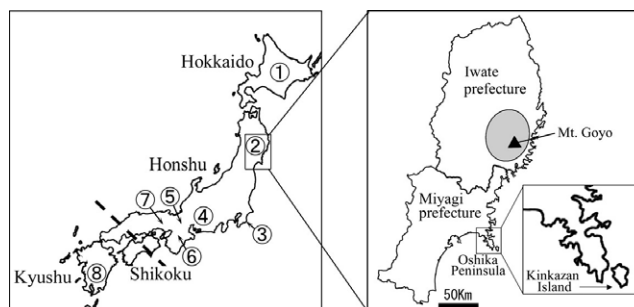 Hokkaido
①
Honshu
②
⑦
⑤
④
③
⑥
Kyushu
⑧
Shikoku
Iwate
prefecture
Mt. Goyo
Miyagi
prefecture
Oshika
Peninsula
50Km
Kinkazan
Island